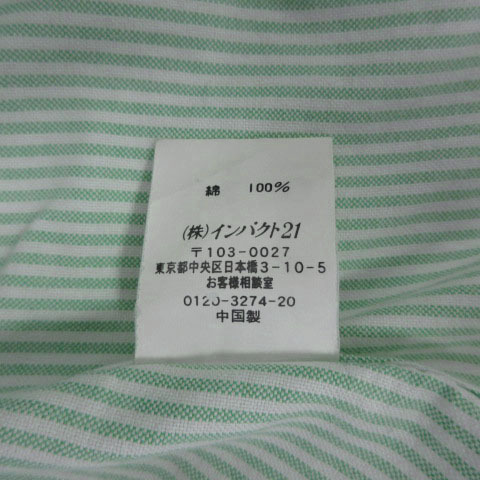 綿 100%
(株)インパクト21
〒103-0027
東京都中央区日本橋3-10-5
お客様相談室
0120-3274-20
中国製